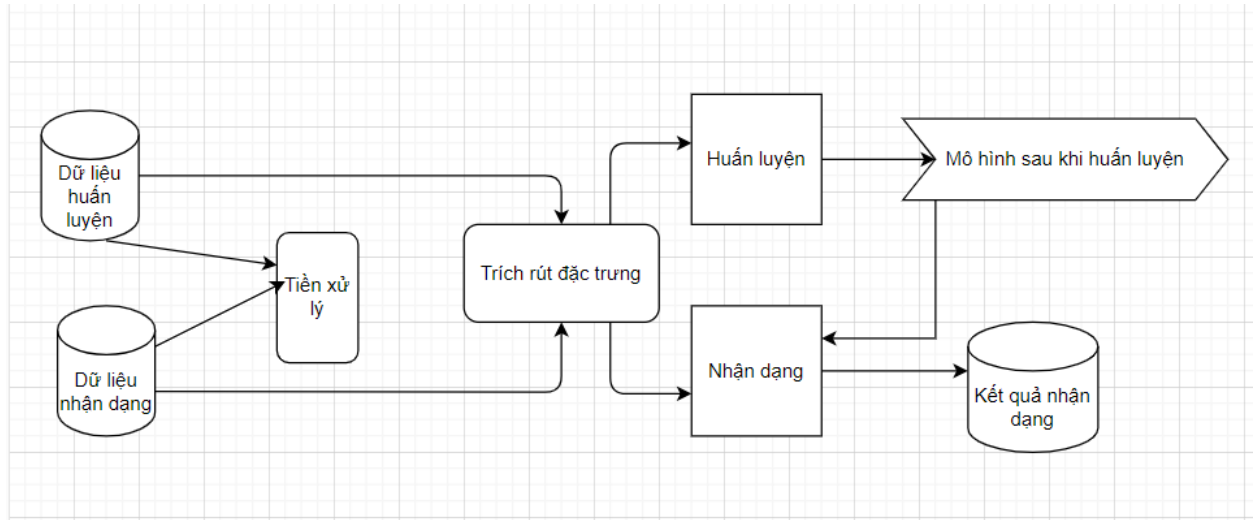 Dữ liệu
huấn
luyện
Tiền xử
lý
Dữ liệu
nhận dạng
Trích rút đặc trưng
Huấn luyện
Mô hình sau khi huấn luyện
Nhận dạng
Kết quả nhận
dạng